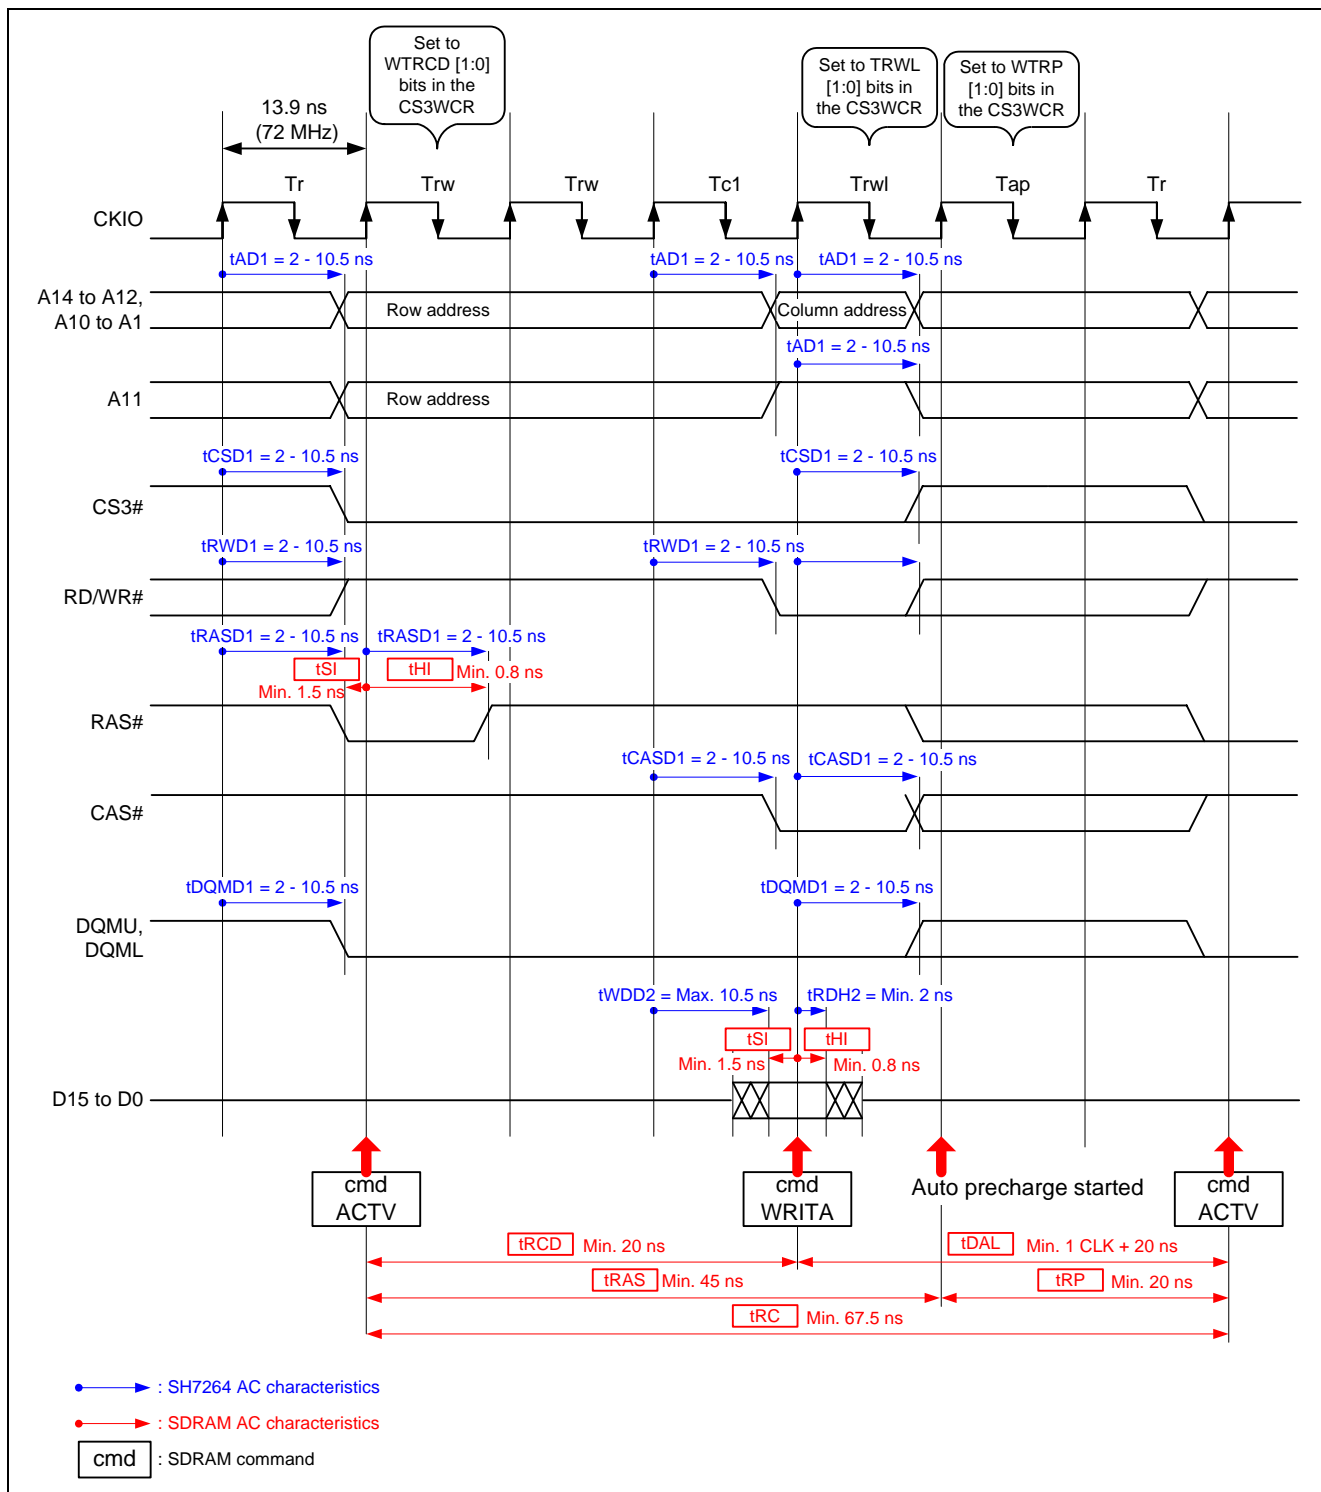 Set to
WTRCD [1:0]
bits in the
CS3WCR
Set to TRWL
[1:0] bits in
the CS3WCR
Set to WTRP
[1:0] bits in
the CS3WCR
13.9 ns
(72 MHz)
Tr Trw Trw Tc1 Trwl Tap Tr
CKIO
tAD1 = 2 - 10.5 ns tAD1 = 2 - 10.5 ns tAD1 = 2 - 10.5 ns
A14 to A12,
A10 to A1
Row address Column address
tAD1 = 2 - 10.5 ns
A11 Row address
tCSD1 = 2 - 10.5 ns tCSD1 = 2 - 10.5 ns
CS3#
tRWD1 = 2 - 10.5 ns tRWD1 = 2 - 10.5 ns
RD/WR#
tRASD1 = 2 - 10.5 ns tRASD1 = 2 - 10.5 ns
tSI tHI Min. 0.8 ns
Min. 1.5 ns
RAS#
tCASD1 = 2 - 10.5 ns tCASD1 = 2 - 10.5 ns
CAS#
tDQMD1 = 2 - 10.5 ns tDQMD1 = 2 - 10.5 ns
DQMU,
DQML
tWDD2 = Max. 10.5 ns tRDH2 = Min. 2 ns
tSI tHI
Min. 1.5 ns Min. 0.8 ns
D15 to D0
cmd
ACTV
cmd
WRITA
Auto precharge started
cmd
ACTV
tRCD Min. 20 ns tDAL Min. 1 CLK + 20 ns
tRAS Min. 45 ns tRP Min. 20 ns
tRC Min. 67.5 ns
: SH7264 AC characteristics
: SDRAM AC characteristics
cmd : SDRAM command